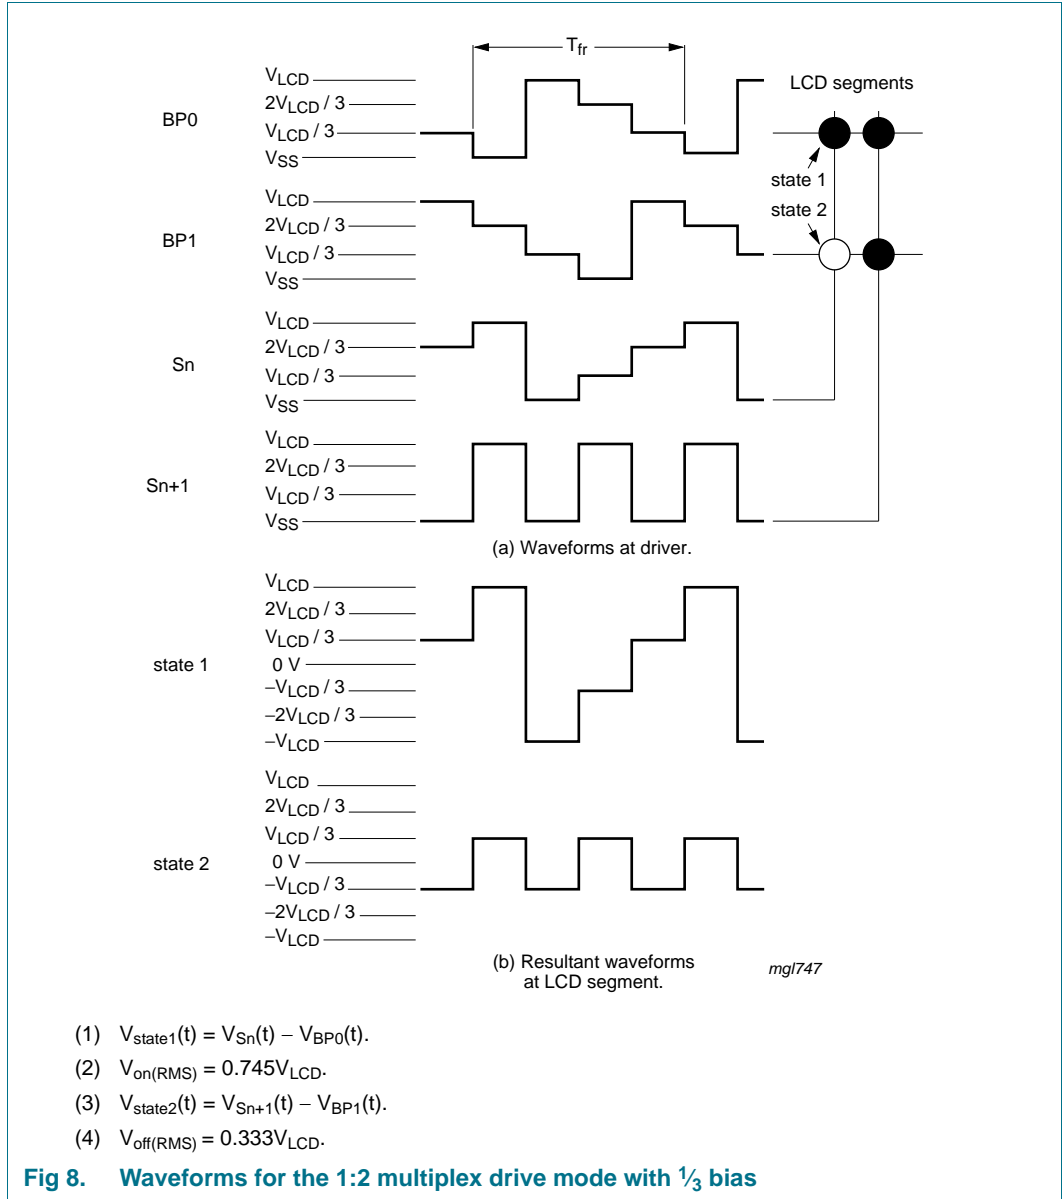 T_fr
V_LCD
2V_LCD / 3
BP0
V_LCD / 3
V_SS
LCD segments
state 1
state 2
V_LCD
2V_LCD / 3
BP1
V_LCD / 3
V_SS
V_LCD
2V_LCD / 3
Sn
V_LCD / 3
V_SS
V_LCD
2V_LCD / 3
Sn+1
V_LCD / 3
V_SS
(a) Waveforms at driver.
V_LCD
2V_LCD / 3
V_LCD / 3
state 1
0 V
−V_LCD / 3
−2V_LCD / 3
−V_LCD
V_LCD
2V_LCD / 3
V_LCD / 3
state 2
0 V
−V_LCD / 3
−2V_LCD / 3
−V_LCD
(b) Resultant waveforms
at LCD segment.
mgl747
(1) V_state1(t) = V_Sn(t) − V_BP0(t).
(2) V_on(RMS) = 0.745V_LCD.
(3) V_state2(t) = V_Sn+1(t) − V_BP1(t).
(4) V_off(RMS) = 0.333V_LCD.
Fig 8. Waveforms for the 1:2 multiplex drive mode with 1⁄3 bias